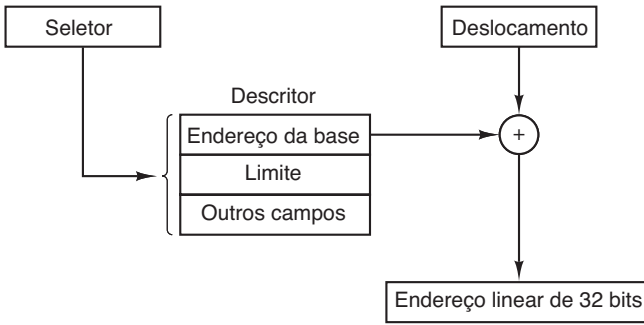 Seletor
Deslocamento
Descritor
Endereço da base
+
Limite
Outros campos
Endereço linear de 32 bits